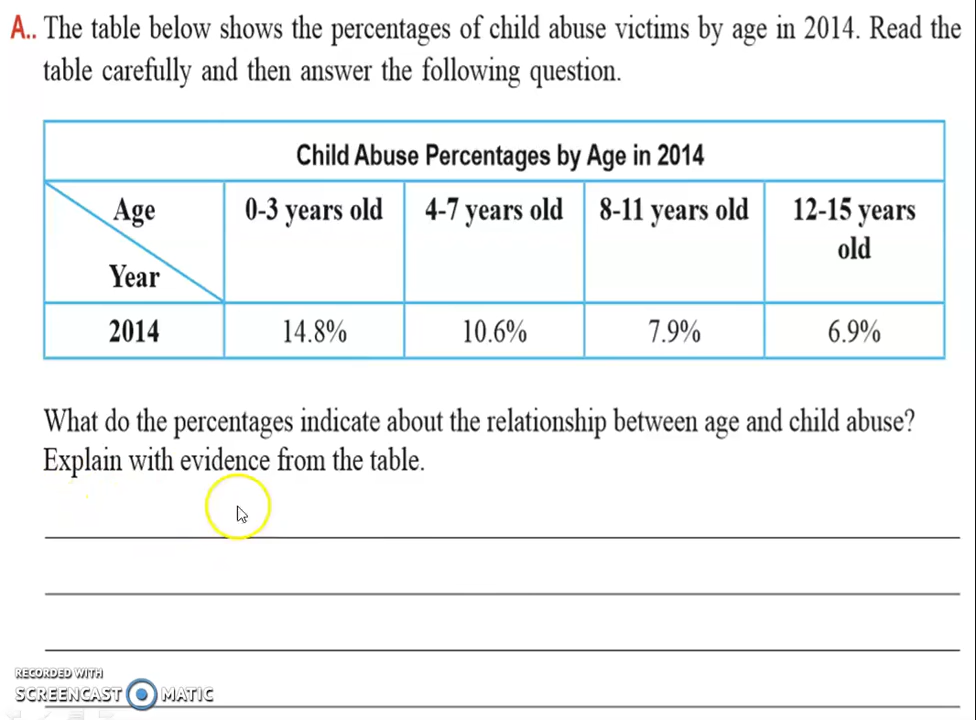 A.. The table below shows the percentages of child abuse victims by age in 2014. Read the
table carefully and then answer the following question.
Child Abuse Percentages by Age in 2014
Age
Year
0-3 years old
4-7 years old
8-11 years old
12-15 years
old
2014
14.8%
10.6%
7.9%
6.9%
What do the percentages indicate about the relationship between age and child abuse?
Explain with evidence from the table.
RECORDED WITH
SCREENCAST MATIC